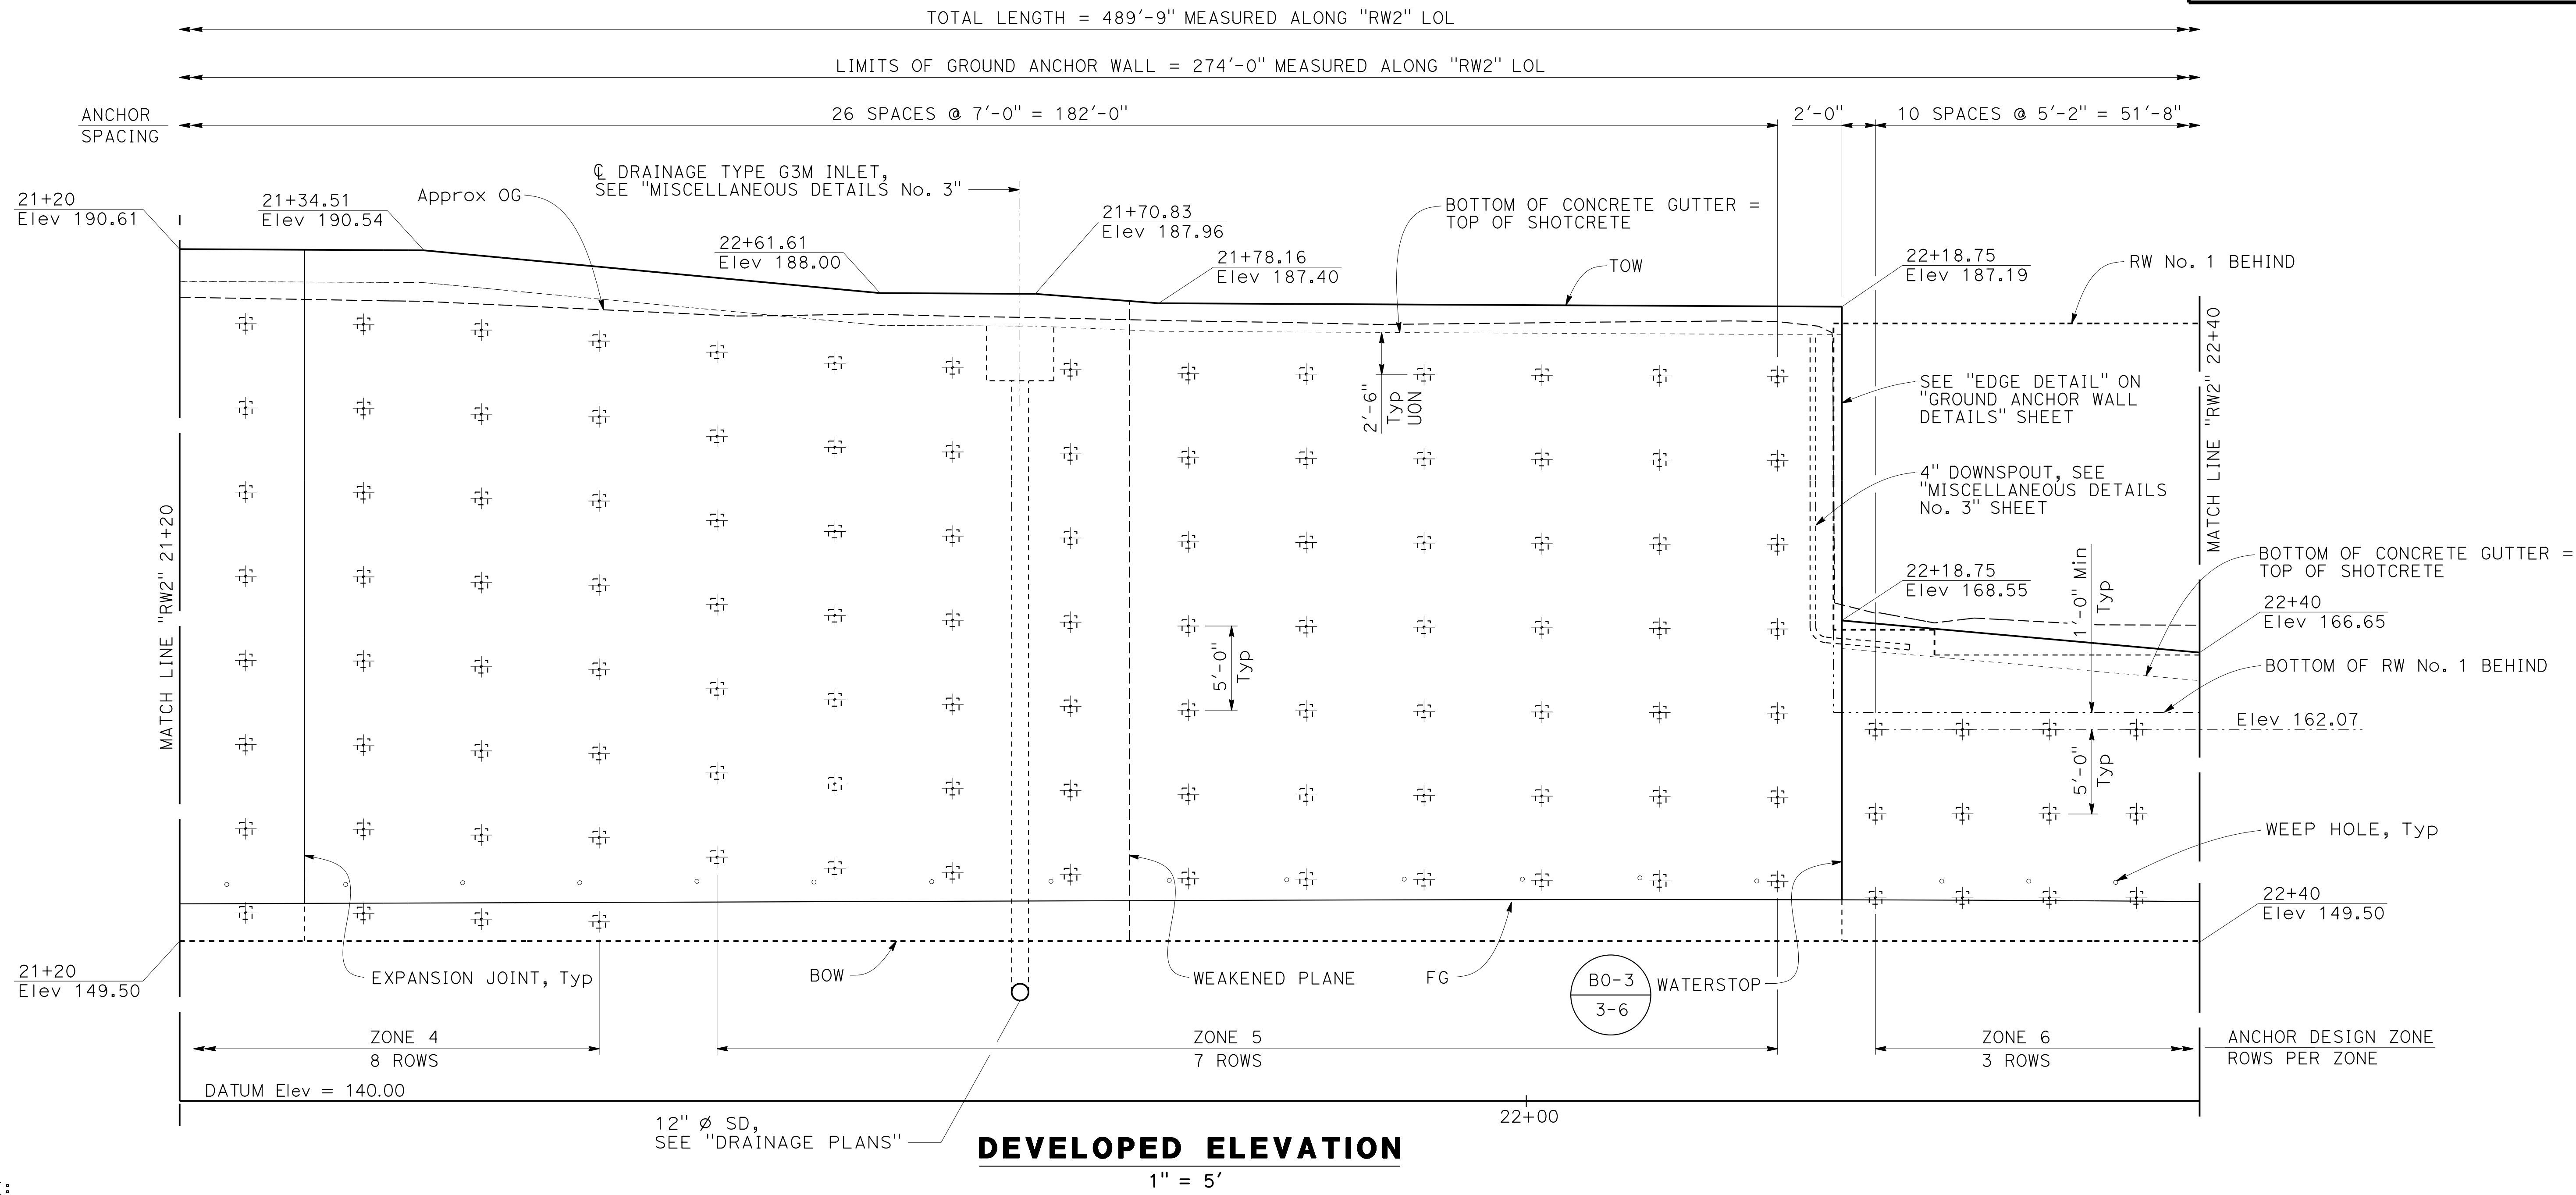 TOTAL LENGTH = 489'-9" MEASURED ALONG "RW2" LOL
LIMITS OF GROUND ANCHOR WALL = 274'-0" MEASURED ALONG "RW2" LOL
ANCHOR
SPACING
26 SPACES @ 7'-0" = 182'-0"
2'-0"
10 SPACES @ 5'-2" = 51'-8"
21+20
Elev 190.61
21+34.51
Elev 190.54
Approx OG
℄ DRAINAGE TYPE G3M INLET,
SEE "MISCELLANEOUS DETAILS No. 3"
22+61.61
Elev 188.00
21+70.83
Elev 187.96
21+78.16
Elev 187.40
BOTTOM OF CONCRETE GUTTER =
TOP OF SHOTCRETE
TOW
22+18.75
Elev 187.19
RW No. 1 BEHIND
MATCH LINE "RW2" 21+20
MATCH LINE "RW2" 22+40
2'-6"
Typ
UON
SEE "EDGE DETAIL" ON
"GROUND ANCHOR WALL
DETAILS" SHEET
4" DOWNSPOUT, SEE
"MISCELLANEOUS DETAILS
No. 3" SHEET
22+18.75
Elev 168.55
1'-0" Min
Typ
BOTTOM OF CONCRETE GUTTER =
TOP OF SHOTCRETE
22+40
Elev 166.65
BOTTOM OF RW No. 1 BEHIND
Elev 162.07
5'-0"
Typ
5'-0"
Typ
WEEP HOLE, Typ
22+40
Elev 149.50
21+20
Elev 149.50
EXPANSION JOINT, Typ
BOW
WEAKENED PLANE
FG
B0-3
3-6
WATERSTOP
ZONE 4
8 ROWS
ZONE 5
7 ROWS
ZONE 6
3 ROWS
ANCHOR DESIGN ZONE
ROWS PER ZONE
DATUM Elev = 140.00
22+00
12" Ø SD,
SEE "DRAINAGE PLANS"
DEVELOPED ELEVATION
1" = 5'